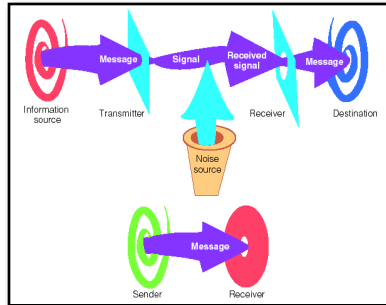 Message
Signal
Received
signal
Message
Information
source
Transmitter
Receiver
Destination
Noise
source
Message
Sender
Receiver